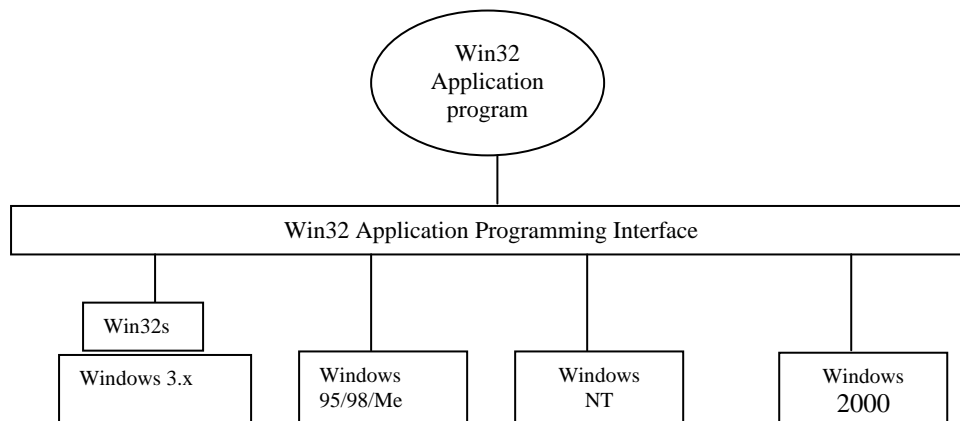 Win32
Application
program
Win32 Application Programming Interface
Win32s
Windows 3.x
Windows
95/98/Me
Windows
NT
Windows
2000